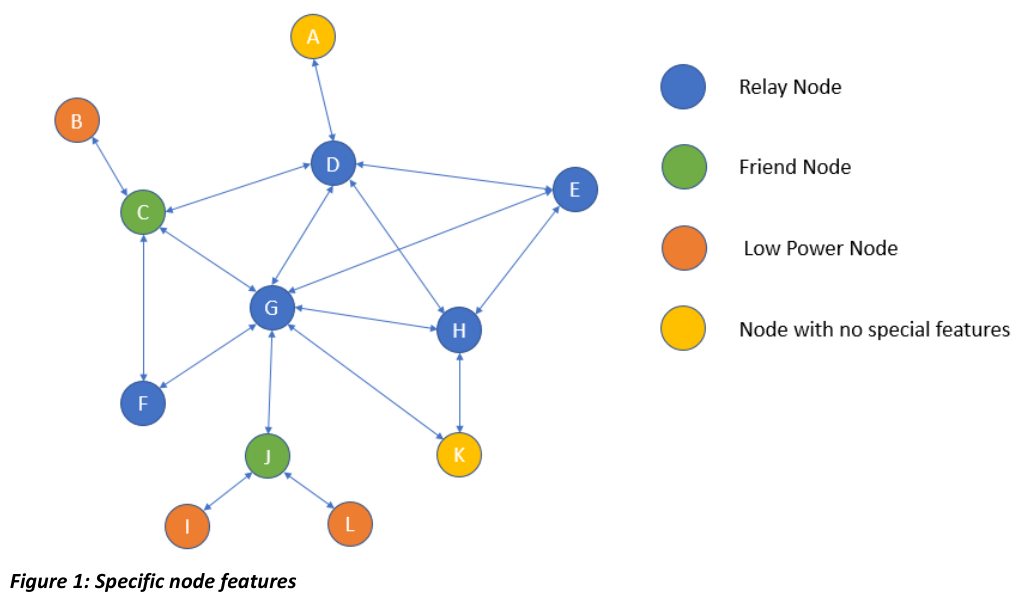 A
B
D
E
C
G
H
F
J
K
I
L
Relay Node
Friend Node
Low Power Node
Node with no special features
Figure 1: Specific node features